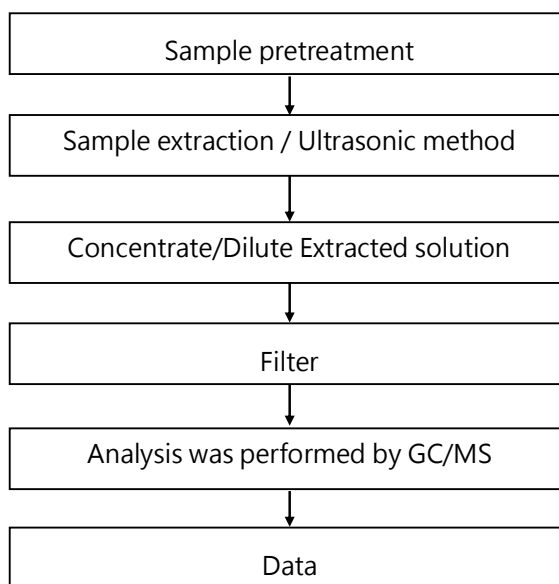 Sample pretreatment
Sample extraction / Ultrasonic method
Concentrate/Dilute Extracted solution
Filter
Analysis was performed by GC/MS
Data